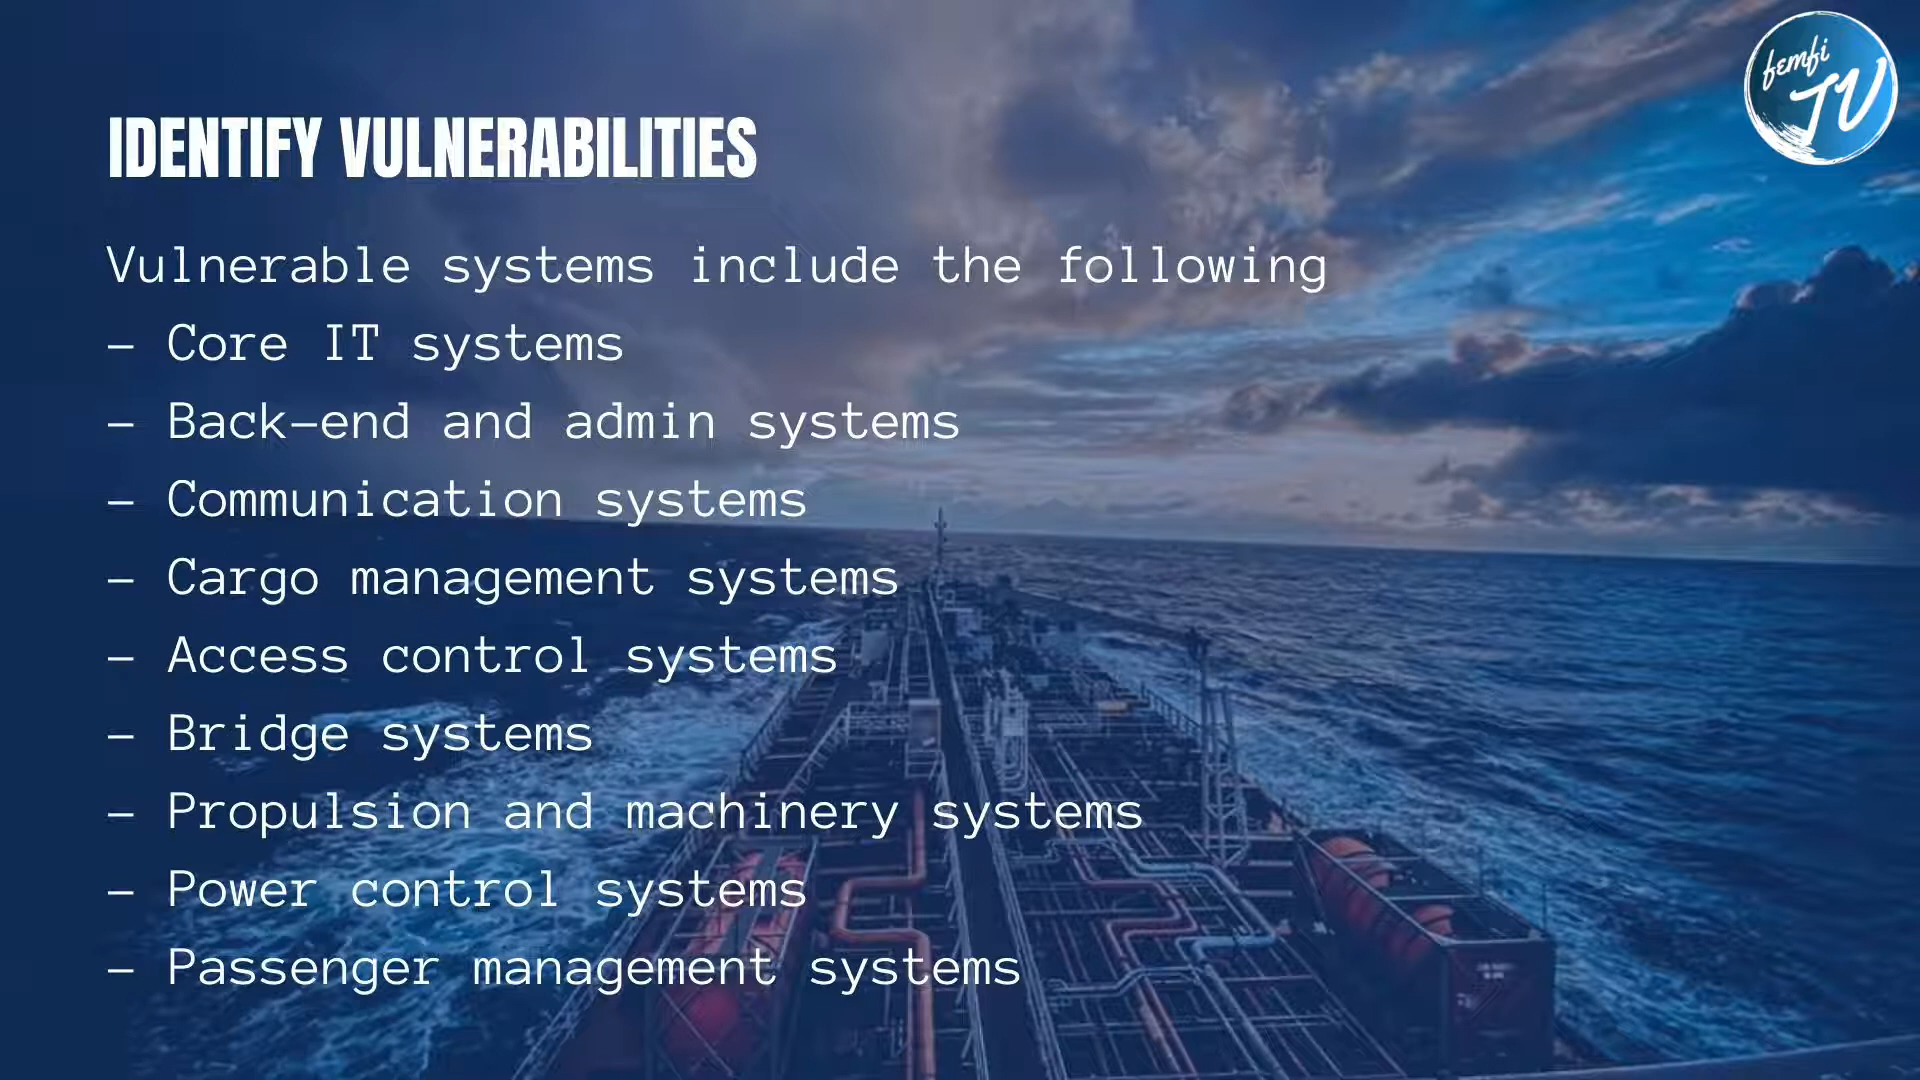 femfi
TV
IDENTIFY VULNERABILITIES
Vulnerable systems include the following
- Core IT systems
- Back-end and admin systems
- Communication systems
- Cargo management systems
- Access control systems
- Bridge systems
- Propulsion and machinery systems
- Power control systems
- Passenger management systems